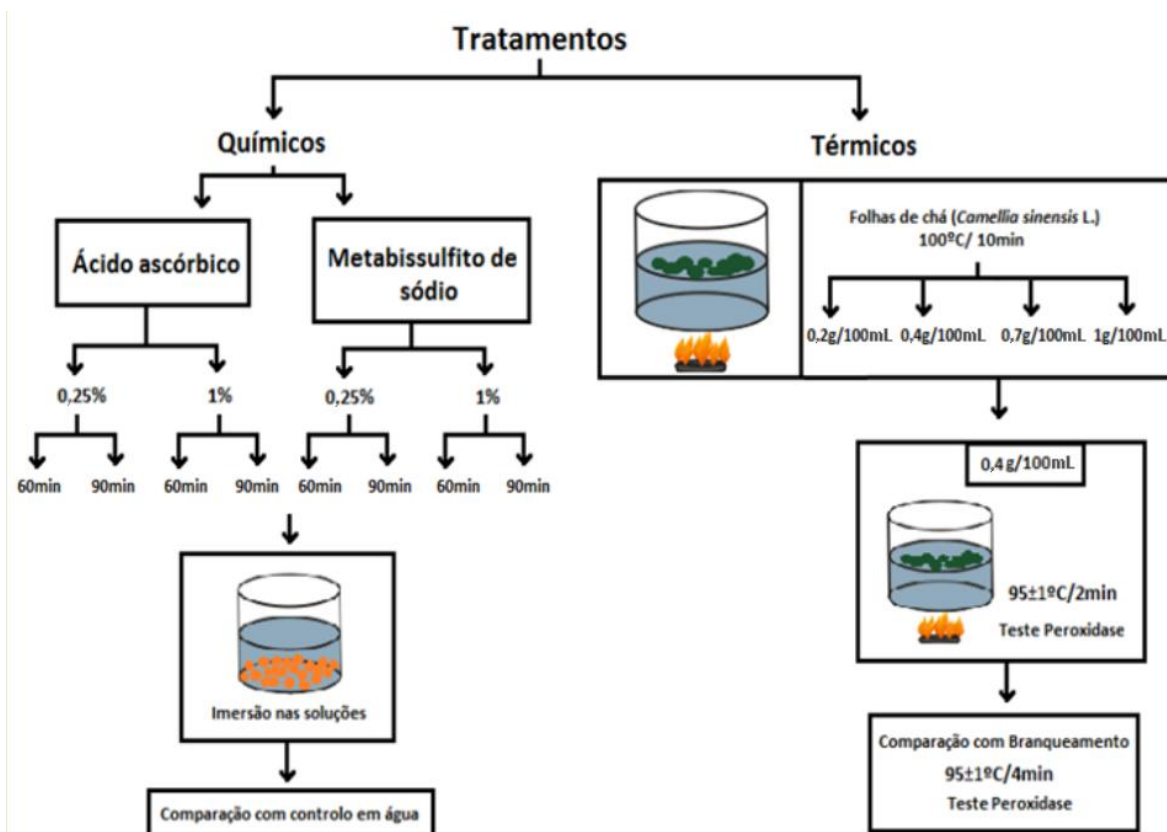 Tratamentos
Químicos
Ácido ascórbico
Metabissulfito de
sódio
0,25%
1%
0,25%
1%
60min
90min
60min
90min
60min
90min
60min
90min
Imersão nas soluções
Comparação com controlo em água
Térmicos
Folhas de chá (Camellia sinensis L.)
100ºC/ 10min
0,2g/100mL
0,4g/100mL
0,7g/100mL
1g/100mL
0,4g/100mL
95±1ºC/2min
Teste Peroxidase
Comparação com Branqueamento
95±1ºC/4min
Teste Peroxidase